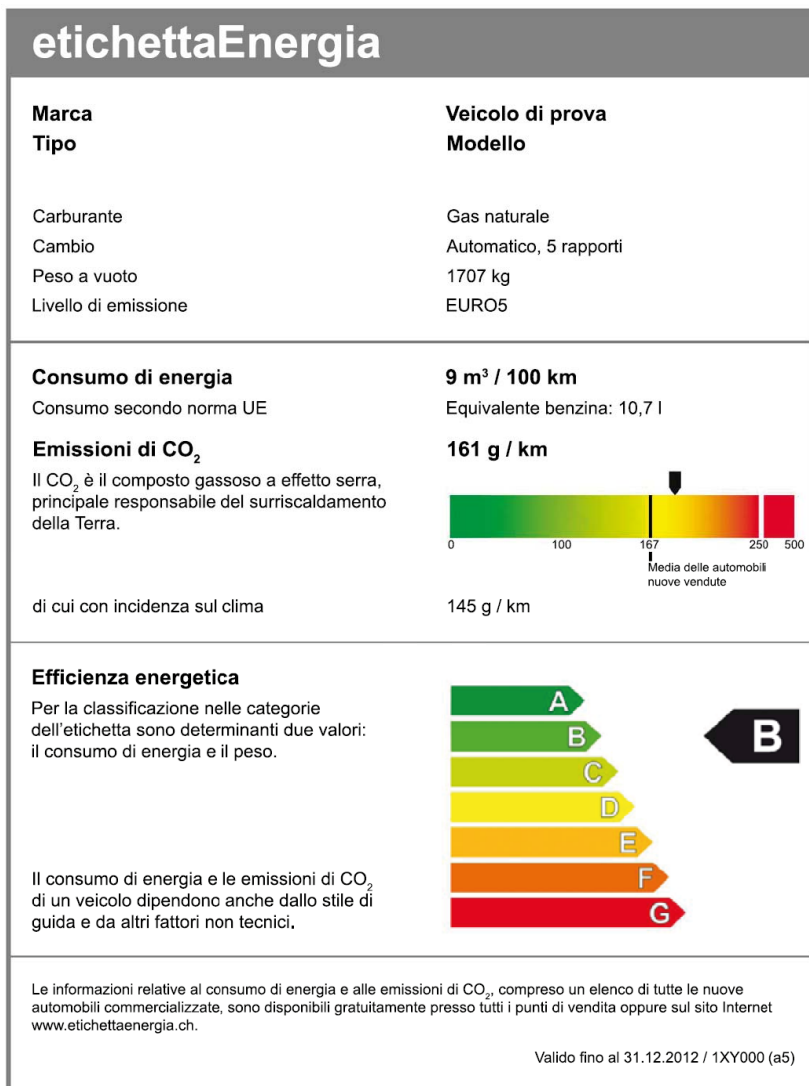 etichettaEnergia
Marca Veicolo di prova
Tipo Modello
Carburante Gas naturale
Cambio Automatico, 5 rapporti
Peso a vuoto 1707 kg
Livello di emissione EURO5
Consumo di energia 9 m³ / 100 km
Consumo secondo norma UE Equivalente benzina: 10,7 l
Emissioni di CO₂ 161 g / km
Il CO₂ è il composto gassoso a effetto serra,
principale responsabile del surriscaldamento
della Terra.
0 100 167 250 500
Media delle automobili
nuove vendute
di cui con incidenza sul clima 145 g / km
Efficienza energetica
Per la classificazione nelle categorie
dell'etichetta sono determinanti due valori:
il consumo di energia e il peso.
A
B B
C
D
E
F
G
Il consumo di energia e le emissioni di CO₂
di un veicolo dipendono anche dallo stile di
guida e da altri fattori non tecnici.
Le informazioni relative al consumo di energia e alle emissioni di CO₂, compreso un elenco di tutte le nuove
automobili commercializzate, sono disponibili gratuitamente presso tutti i punti di vendita oppure sul sito Internet
www.etichettaenergia.ch.
Valido fino al 31.12.2012 / 1XY000 (a5)